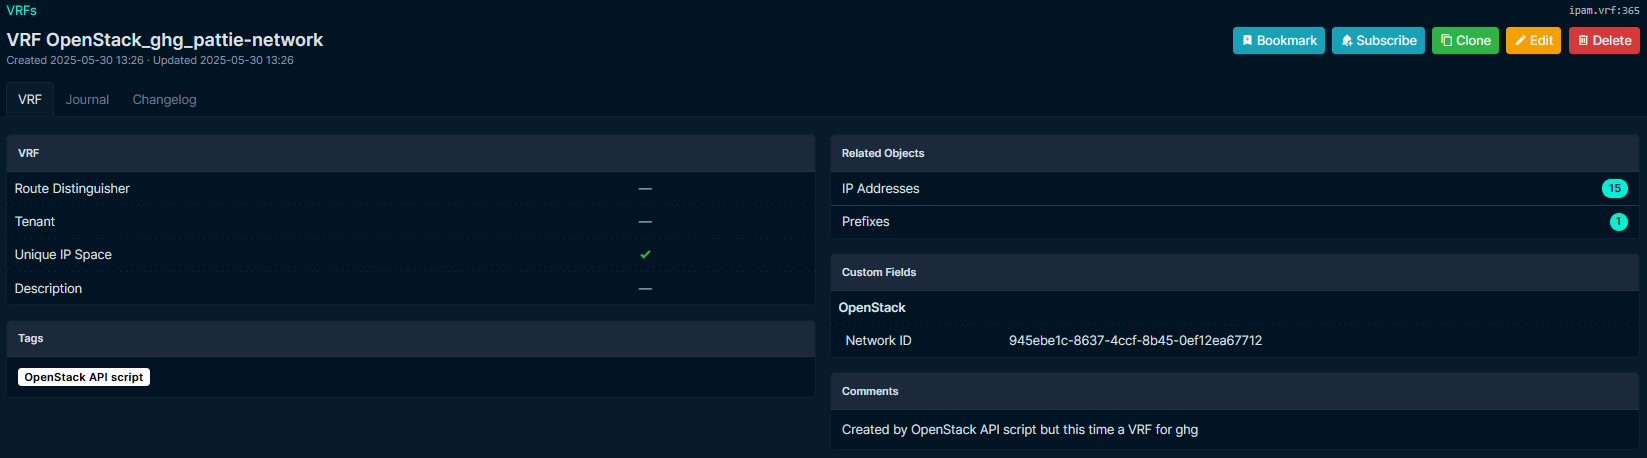 VRFs
ipam.vrf:365
VRF OpenStack_ghg_pattie-network
Bookmark
Subscribe
Clone
Edit
Delete
Created 2025-05-30 13:26 · Updated 2025-05-30 13:26
VRF
Journal
Changelog
VRF
Route Distinguisher —
Tenant —
Unique IP Space
Description —
Tags
OpenStack API script
Related Objects
IP Addresses 15
Prefixes 1
Custom Fields
OpenStack
Network ID 945ebe1c-8637-4ccf-8b45-0ef12ea67712
Comments
Created by OpenStack API script but this time a VRF for ghg